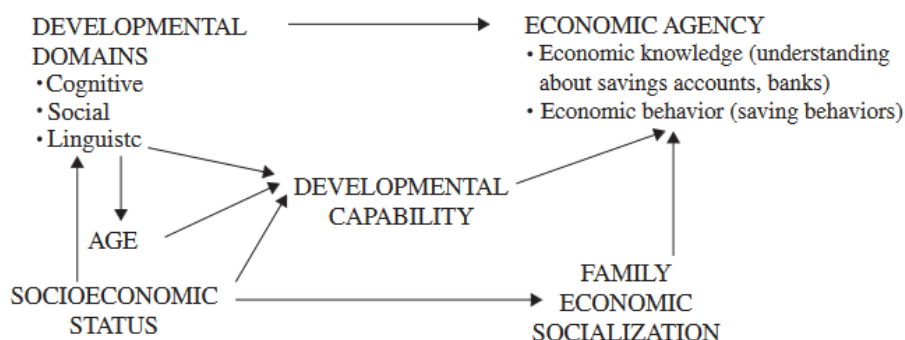 DEVELOPMENTAL
DOMAINS
· Cognitive
· Social
· Linguistc
ECONOMIC AGENCY
· Economic knowledge (understanding
about savings accounts, banks)
· Economic behavior (saving behaviors)
DEVELOPMENTAL
CAPABILITY
AGE
SOCIOECONOMIC
STATUS
FAMILY
ECONOMIC
SOCIALIZATION